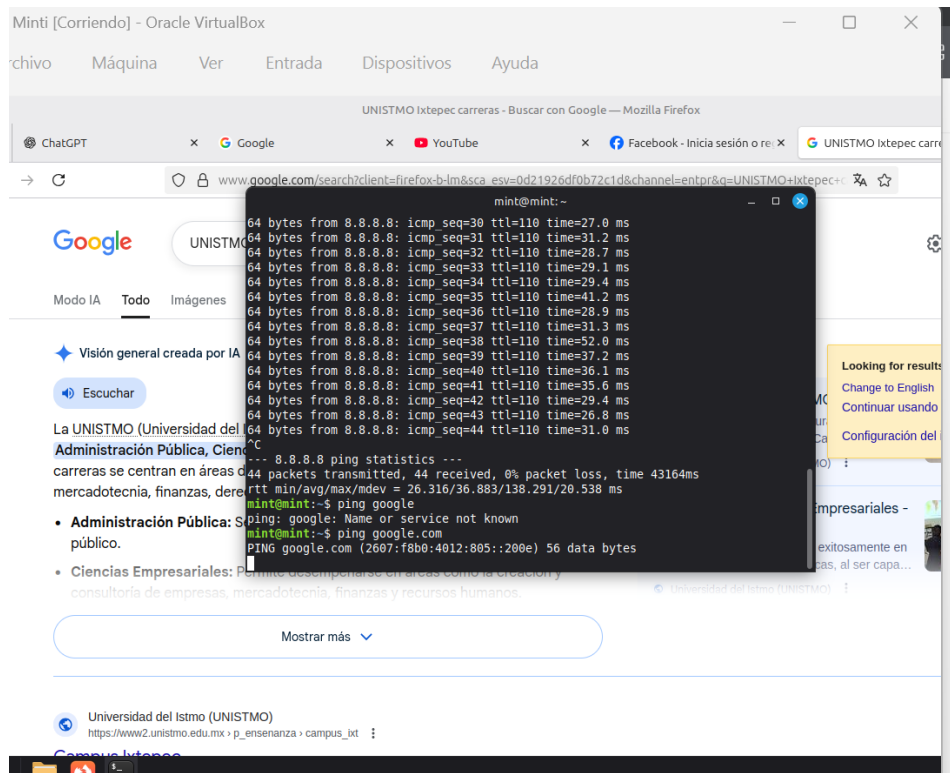 Minti [Corriendo] - Oracle VirtualBox
rchivo Máquina Ver Entrada Dispositivos Ayuda
UNISTMO Ixtepec carreras - Buscar con Google — Mozilla Firefox
ChatGPT × Google × YouTube × Facebook - Inicia sesión o re × UNISTMO Ixtepec carre
www.google.com/search?client=firefox-b-lm&sca_esv=0d21926df0b72c1d&channel=entpr&q=UNISTMO+Ixtepec+c
mint@mint: ~
Google UNISTMO
Modo IA Todo Imágenes
64 bytes from 8.8.8.8: icmp_seq=30 ttl=110 time=27.0 ms
64 bytes from 8.8.8.8: icmp_seq=31 ttl=110 time=31.2 ms
64 bytes from 8.8.8.8: icmp_seq=32 ttl=110 time=28.7 ms
64 bytes from 8.8.8.8: icmp_seq=33 ttl=110 time=29.1 ms
64 bytes from 8.8.8.8: icmp_seq=34 ttl=110 time=29.4 ms
64 bytes from 8.8.8.8: icmp_seq=35 ttl=110 time=41.2 ms
64 bytes from 8.8.8.8: icmp_seq=36 ttl=110 time=28.9 ms
64 bytes from 8.8.8.8: icmp_seq=37 ttl=110 time=31.3 ms
64 bytes from 8.8.8.8: icmp_seq=38 ttl=110 time=52.0 ms
64 bytes from 8.8.8.8: icmp_seq=39 ttl=110 time=37.2 ms
64 bytes from 8.8.8.8: icmp_seq=40 ttl=110 time=36.1 ms
64 bytes from 8.8.8.8: icmp_seq=41 ttl=110 time=35.6 ms
64 bytes from 8.8.8.8: icmp_seq=42 ttl=110 time=29.4 ms
64 bytes from 8.8.8.8: icmp_seq=43 ttl=110 time=26.8 ms
64 bytes from 8.8.8.8: icmp_seq=44 ttl=110 time=31.0 ms
^C
--- 8.8.8.8 ping statistics ---
44 packets transmitted, 44 received, 0% packet loss, time 43164ms
rtt min/avg/max/mdev = 26.316/36.883/138.291/20.538 ms
mint@mint:~$ ping google
ping: google: Name or service not known
mint@mint:~$ ping google.com
PING google.com (2607:f8b0:4012:805::200e) 56 data bytes
Visión general creada por IA
Escuchar
La UNISTMO (Universidad del
Administración Pública, Cienc
carreras se centran en áreas d
mercadotecnia, finanzas, dere
• Administración Pública: S
público.
• Ciencias Empresariales: Permite desempeñarse en áreas como la creación y
consultoría de empresas, mercadotecnia, finanzas y recursos humanos.
Mostrar más
Looking for results
Change to English
Continuar usando
Configuración del i
MO)
Empresariales -
exitosamente en
cas, al ser capa...
Universidad del Istmo (UNISTMO)
Universidad del Istmo (UNISTMO)
https://www2.unistmo.edu.mx › p_ensenanza › campus_ixt
Campus Ixtepec